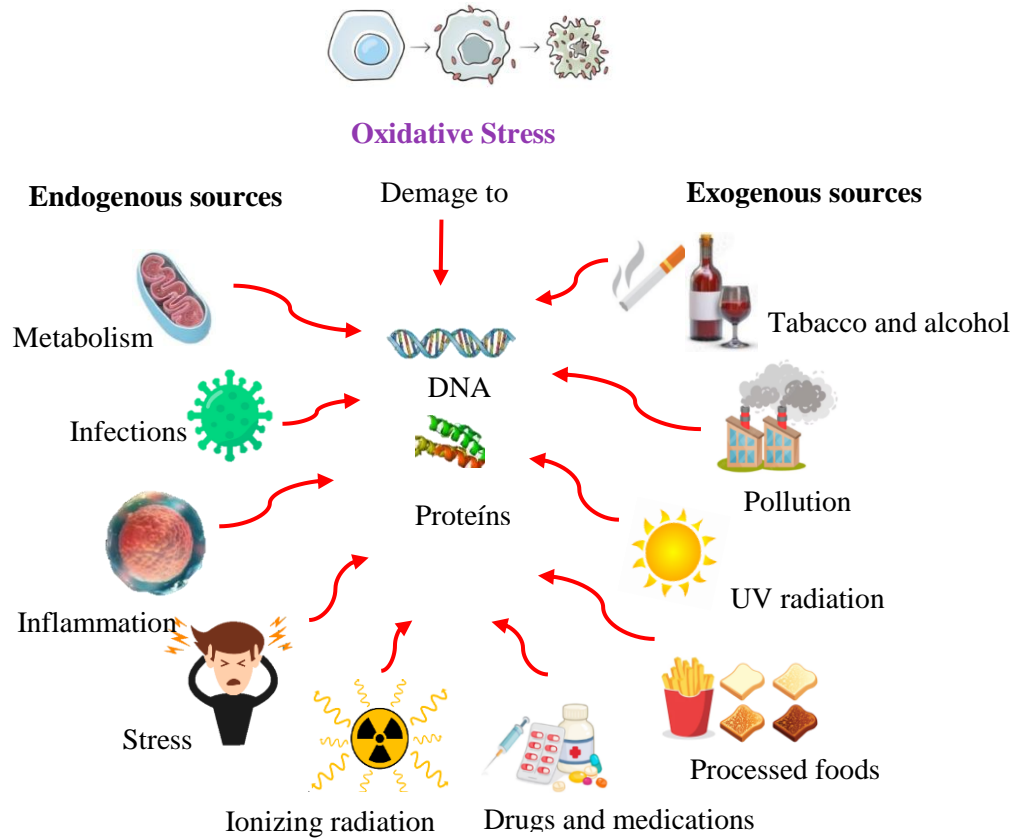 Oxidative Stress
Endogenous sources
Demage to
Exogenous sources
Metabolism
Tabacco and alcohol
DNA
Infections
Proteíns
Pollution
Inflammation
UV radiation
Stress
Processed foods
Ionizing radiation
Drugs and medications